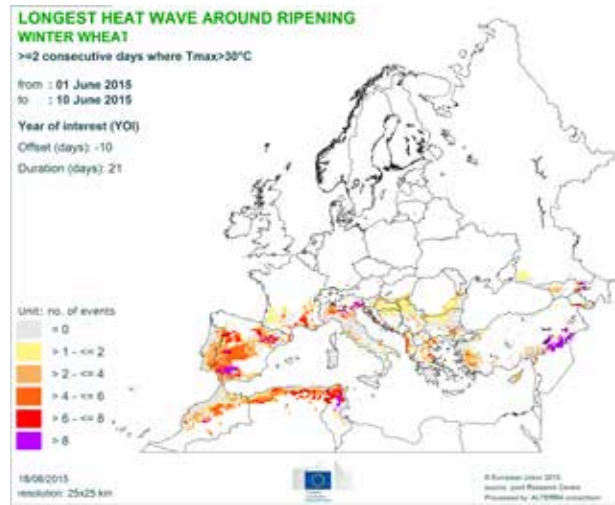 LONGEST HEAT WAVE AROUND RIPENING
WINTER WHEAT
>=2 consecutive days where Tmax>30°C
from : 01 June 2015
to : 10 June 2015
Year of interest (YOI)
Offset (days): -10
Duration (days): 21
Unit: no. of events
= 0
> 1 - <= 2
> 2 - <= 4
> 4 - <= 6
> 6 - <= 8
> 8
18/08/2015
resolution: 25x25 km
© European Union 2015
source: Joint Research Centre
Processed by: ALTERRA consortium